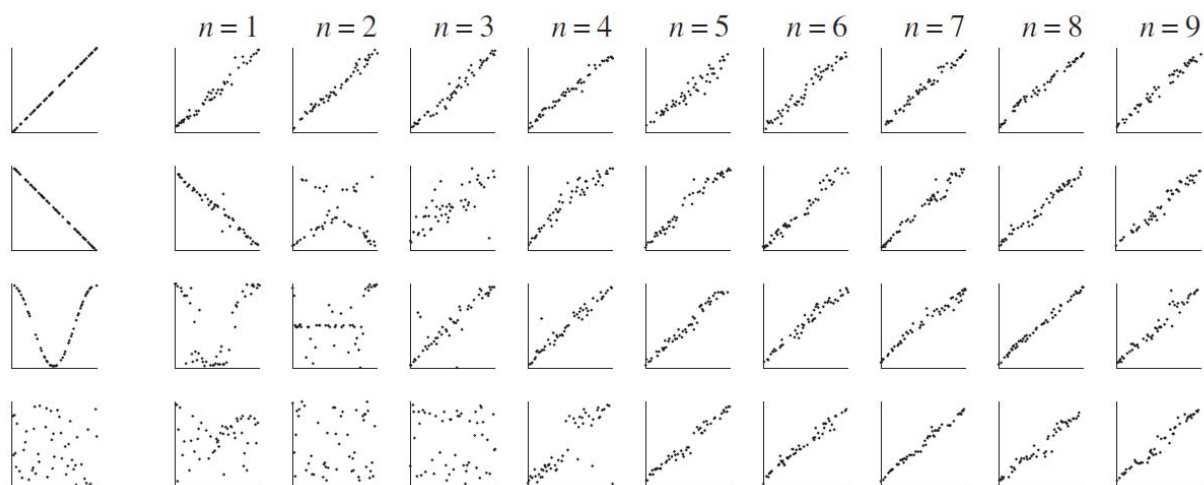 n = 1 n = 2 n = 3 n = 4 n = 5 n = 6 n = 7 n = 8 n = 9